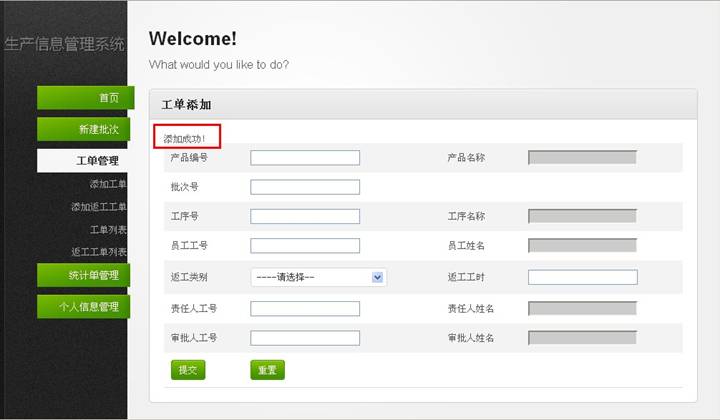 生产信息管理系统
首页
新建批次
工单管理
添加工单
添加返工工单
工单列表
返工工单列表
统计单管理
个人信息管理
Welcome!
What would you like to do?
工单添加
添加成功!
产品编号 产品名称
批次号
工序号 工序名称
员工工号 员工姓名
返工类别 ----请选择-- 返工工时
责任人工号 责任人姓名
审批人工号 审批人姓名
提交 重置